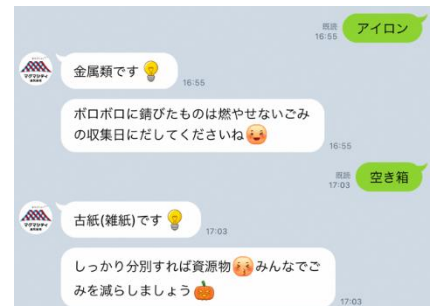 既読
16:55
アイロン
金属類です
16:55
ボロボロに錆びたものは燃やせないごみ
の収集日にだしてくださいね
16:55
既読
17:03
空き箱
古紙(雑紙)です
17:03
しっかり分別すれば資源物 みんなでご
みを減らしましょう
17:03